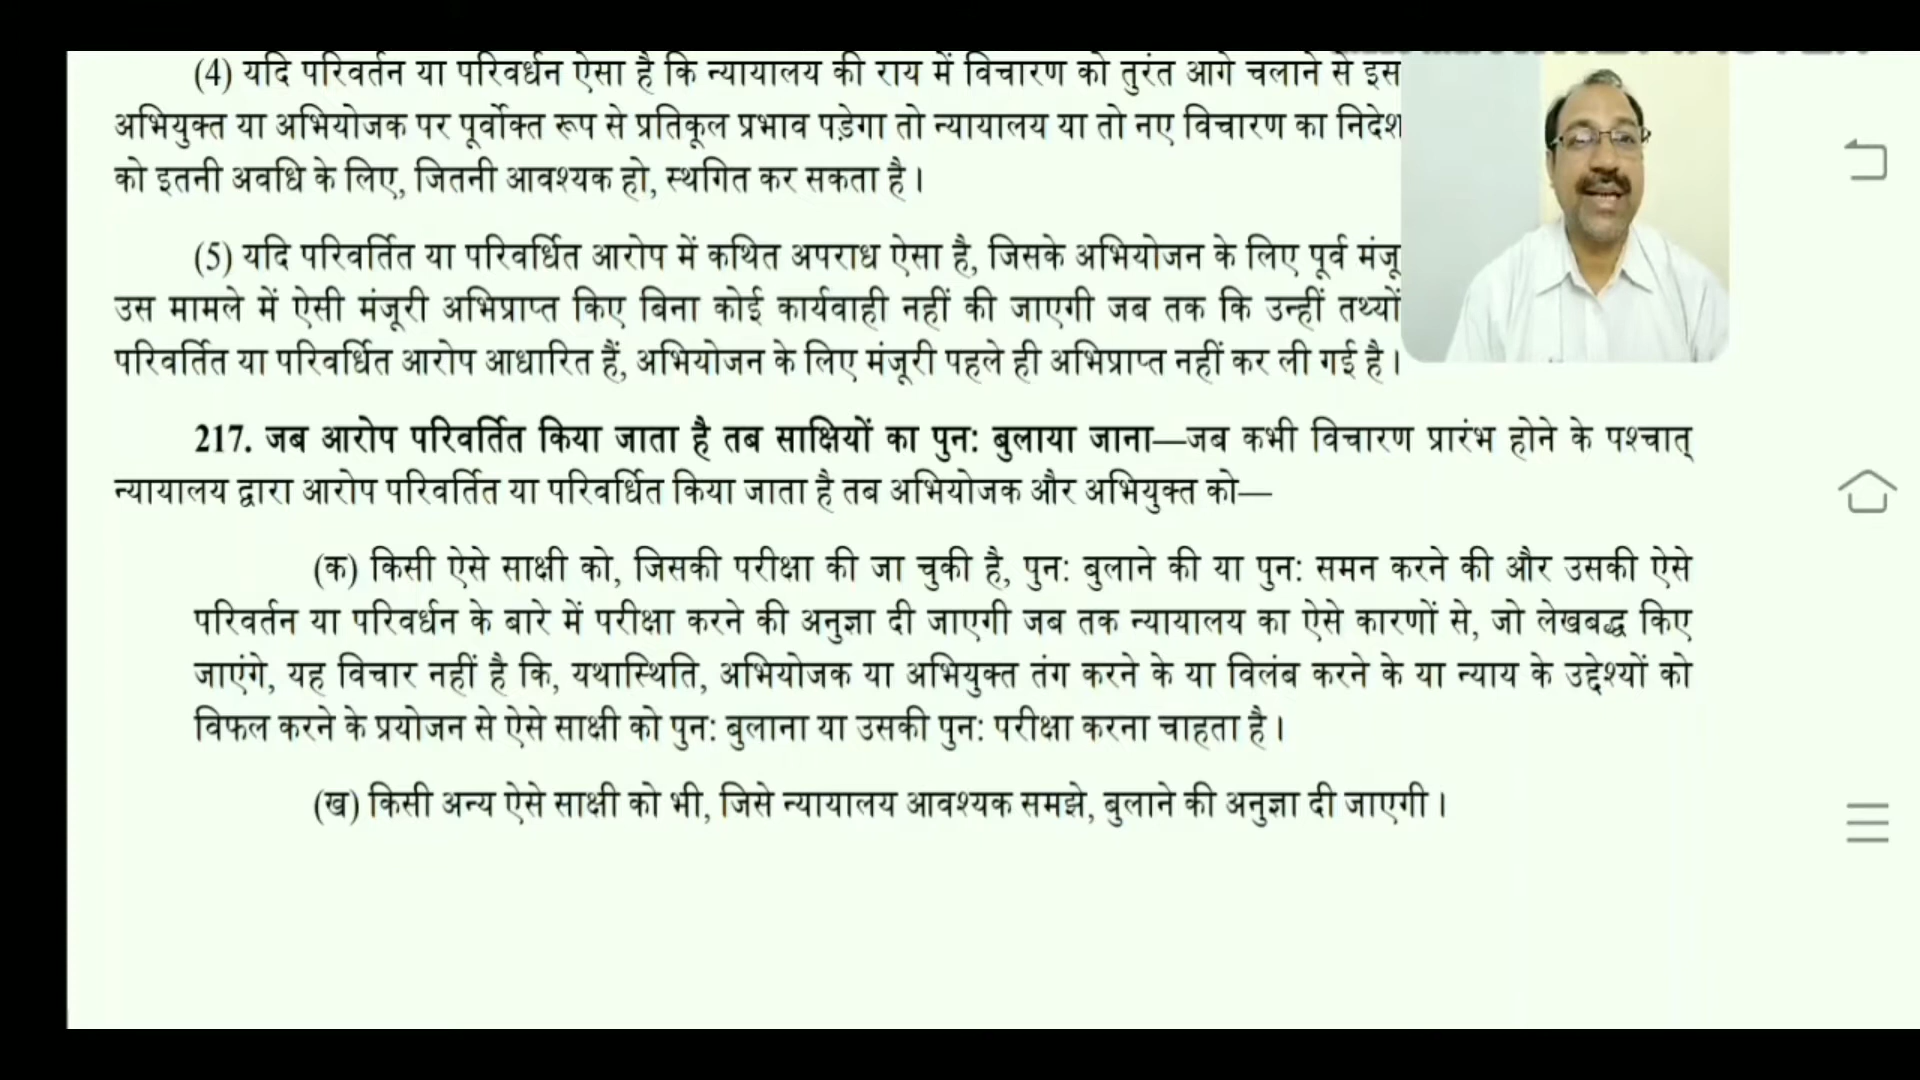 (4) यदि परिवर्तन या परिवर्धन ऐसा है कि न्यायालय की राय में विचारण को तुरंत आगे चलाने से इस
अभियुक्त या अभियोजक पर पूर्वोक्त रूप से प्रतिकूल प्रभाव पड़ेगा तो न्यायालय या तो नए विचारण का
को इतनी अवधि के लिए, जितनी आवश्यक हो, स्थगित कर सकता है।
(5) यदि परिवर्तित या परिवर्धित आरोप में कथित अपराध ऐसा है, जिसके अभियोजन के लिए पूर्व
उस मामले में ऐसी मंजूरी अभिप्राप्त किए बिना कोई कार्यवाही नहीं की जाएगी जब तक कि उन्हीं तथ्यों
परिवर्तित या परिवर्धित आरोप आधारित हैं, अभियोजन के लिए मंजूरी पहले ही अभिप्राप्त नहीं कर ली गई है।
217. जब आरोप परिवर्तित किया जाता है तब साक्षियों का पुन: बुलाया जाना—जब कभी विचारण प्रारंभ होने के पश्चात्
न्यायालय द्वारा आरोप परिवर्तित या परिवर्धित किया जाता है तब अभियोजक और अभियुक्त को—
(क) किसी ऐसे साक्षी को, जिसकी परीक्षा की जा चुकी है, पुन: बुलाने की या पुन: समन करने की और उसकी ऐसे
परिवर्तन या परिवर्धन के बारे में परीक्षा करने की अनुज्ञा दी जाएगी जब तक न्यायालय का ऐसे कारणों से, जो लेखबद्ध किए
जाएंगे, यह विचार नहीं है कि, यथास्थिति, अभियोजक या अभियुक्त तंग करने के या विलंब करने के या न्याय के उद्देश्यों को
विफल करने के प्रयोजन से ऐसे साक्षी को पुन: बुलाना या उसकी पुन: परीक्षा करना चाहता है।
(ख) किसी अन्य ऐसे साक्षी को भी, जिसे न्यायालय आवश्यक समझे, बुलाने की अनुज्ञा दी जाएगी।